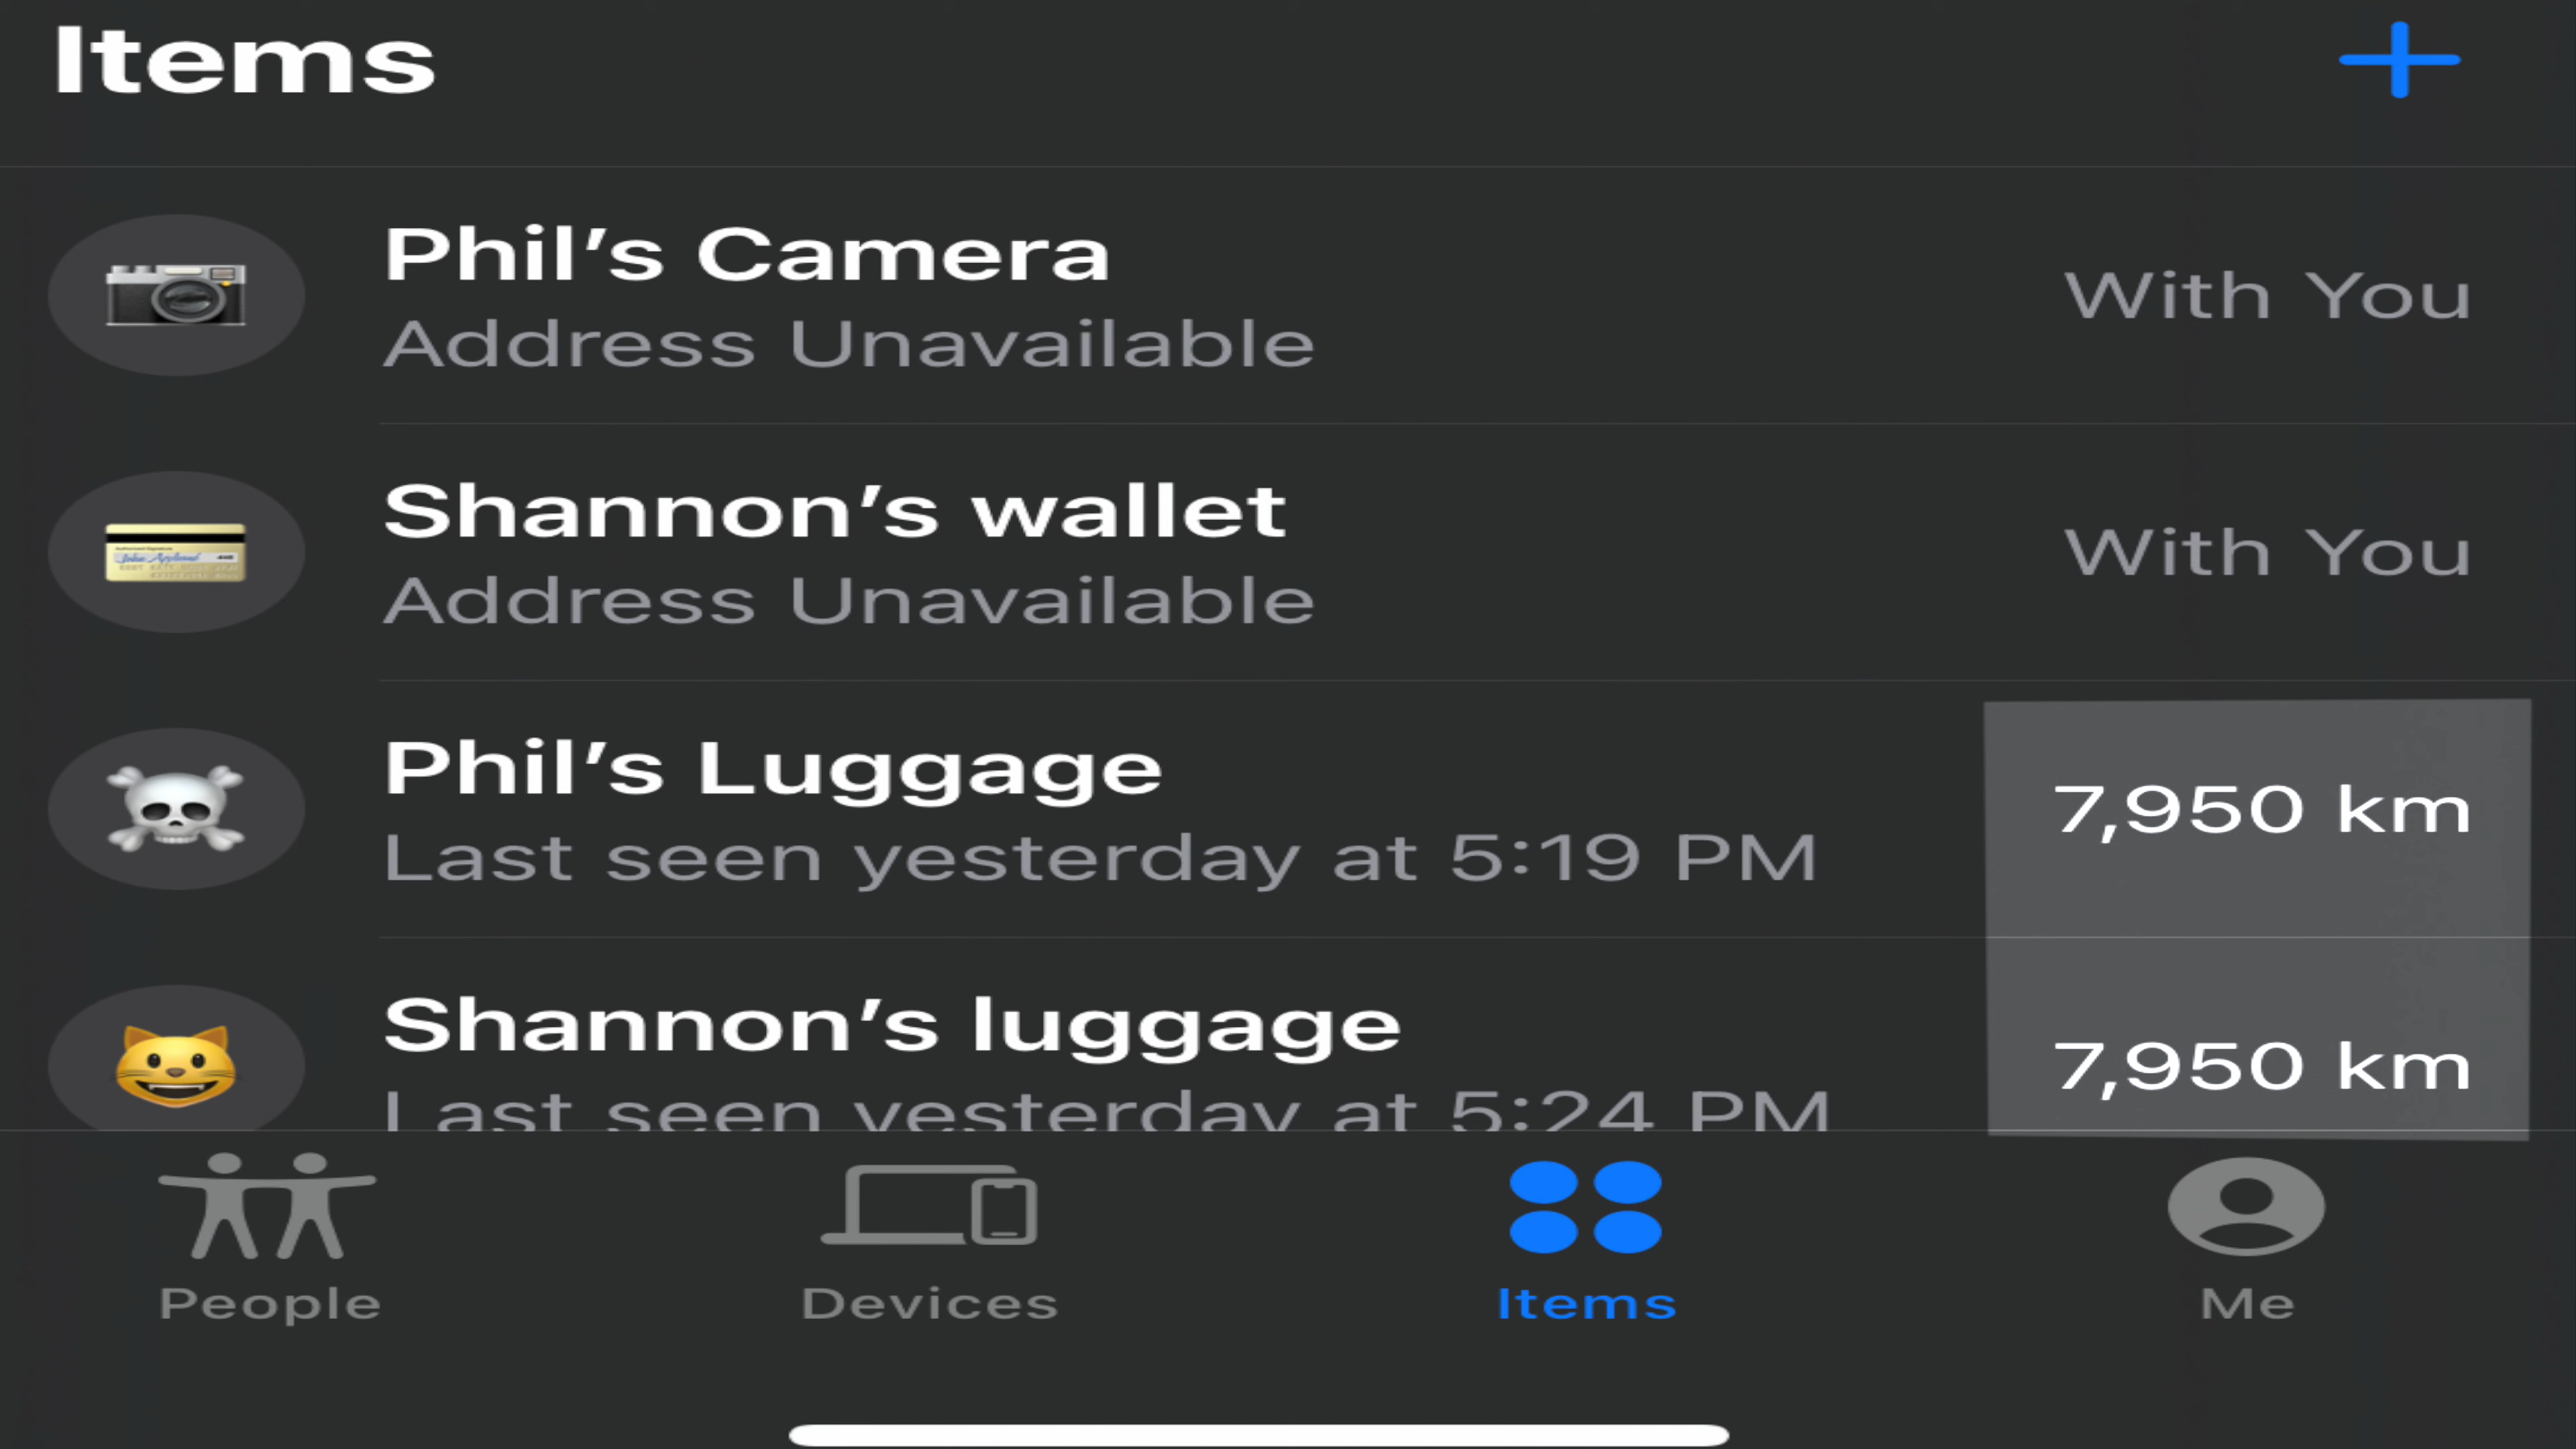 Items
Phil’s Camera
Address Unavailable
With You
Shannon’s wallet
Address Unavailable
With You
Phil’s Luggage
Last seen yesterday at 5:19 PM
7,950 km
Shannon’s luggage
Last seen yesterday at 5:24 PM
7,950 km
People
Devices
Items
Me